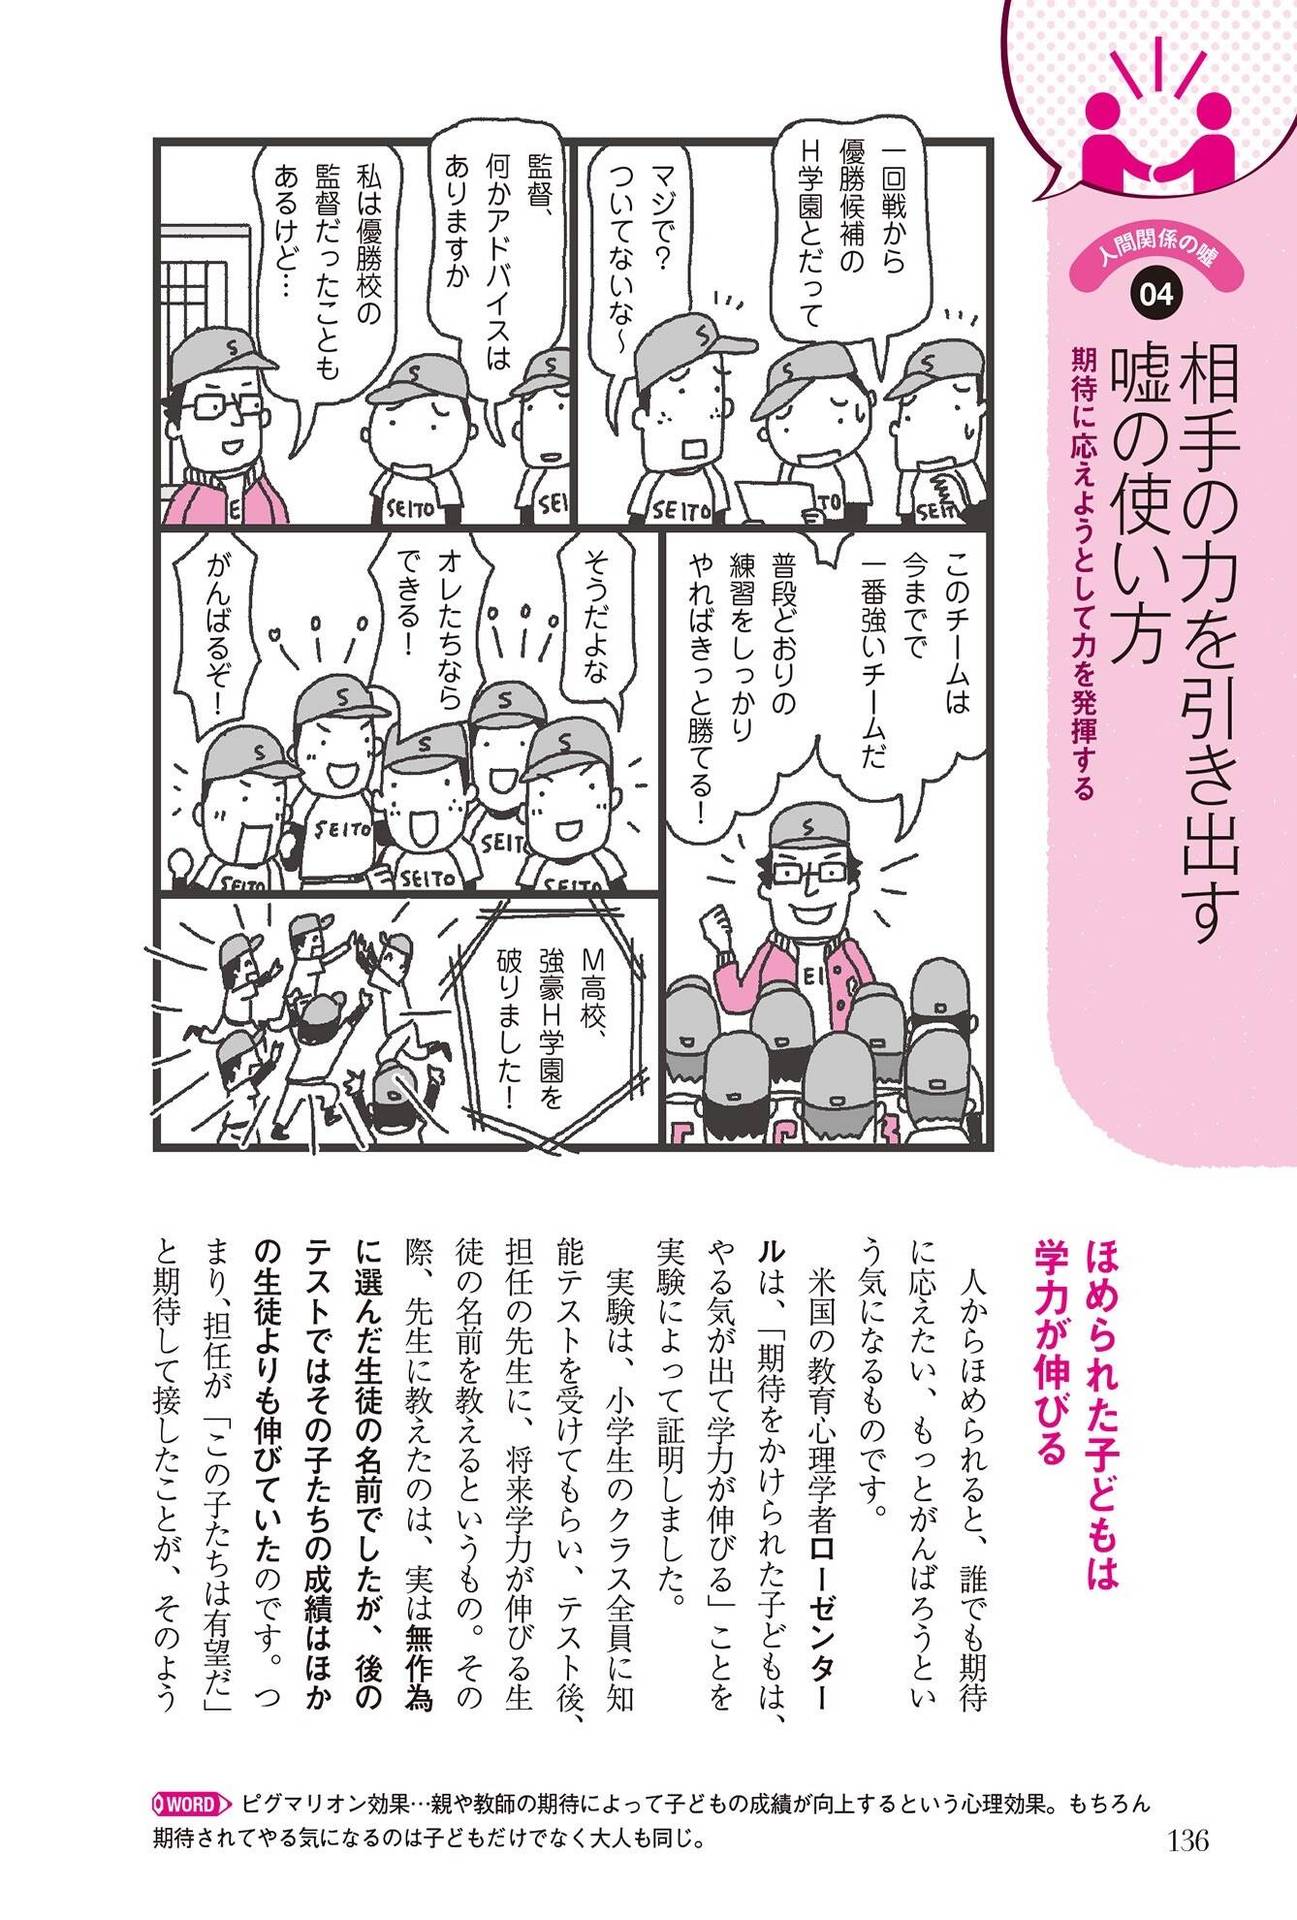 人間関係の嘘
04
相手の力を引き出す
嘘の使い方
期待に応えようとして力を発揮する
一回戦から
優勝候補の
H学園とだって
マジで?
ついてないな〜
監督、
何かアドバイスは
ありますか
私は優勝校の
監督だったことも
あるけど…
S
S
S
SEITO
TO
SEIT
S
S
S
SEI
SEITO
E
このチームは
今までで
一番強いチームだ
普段どおりの
練習をしっかり
やればきっと勝てる!
S
EI
そうだよな
オレたちなら
できる!
がんばるぞ!
S
S
S
S
S
SEITO
SEITO
SEIT
SEITO
SEITO
M高校、
強豪H学園を
破りました!
ほめられた子どもは
学力が伸びる
人からほめられると、誰でも期待
に応えたい、もっとがんばろうとい
う気になるものです。
米国の教育心理学者ローゼンター
ルは、「期待をかけられた子どもは、
やる気が出て学力が伸びる」ことを
実験によって証明しました。
実験は、小学生のクラス全員に知
能テストを受けてもらい、テスト後、
担任の先生に、将来学力が伸びる生
徒の名前を教えるというもの。その
際、先生に教えたのは、実は無作為
に選んだ生徒の名前でしたが、後の
テストではその子たちの成績はほか
の生徒よりも伸びていたのです。つ
まり、担任が「この子たちは有望だ」
と期待して接したことが、そのよう
WORD ピグマリオン効果…親や教師の期待によって子どもの成績が向上するという心理効果。もちろん
期待されてやる気になるのは子どもだけでなく大人も同じ。
136